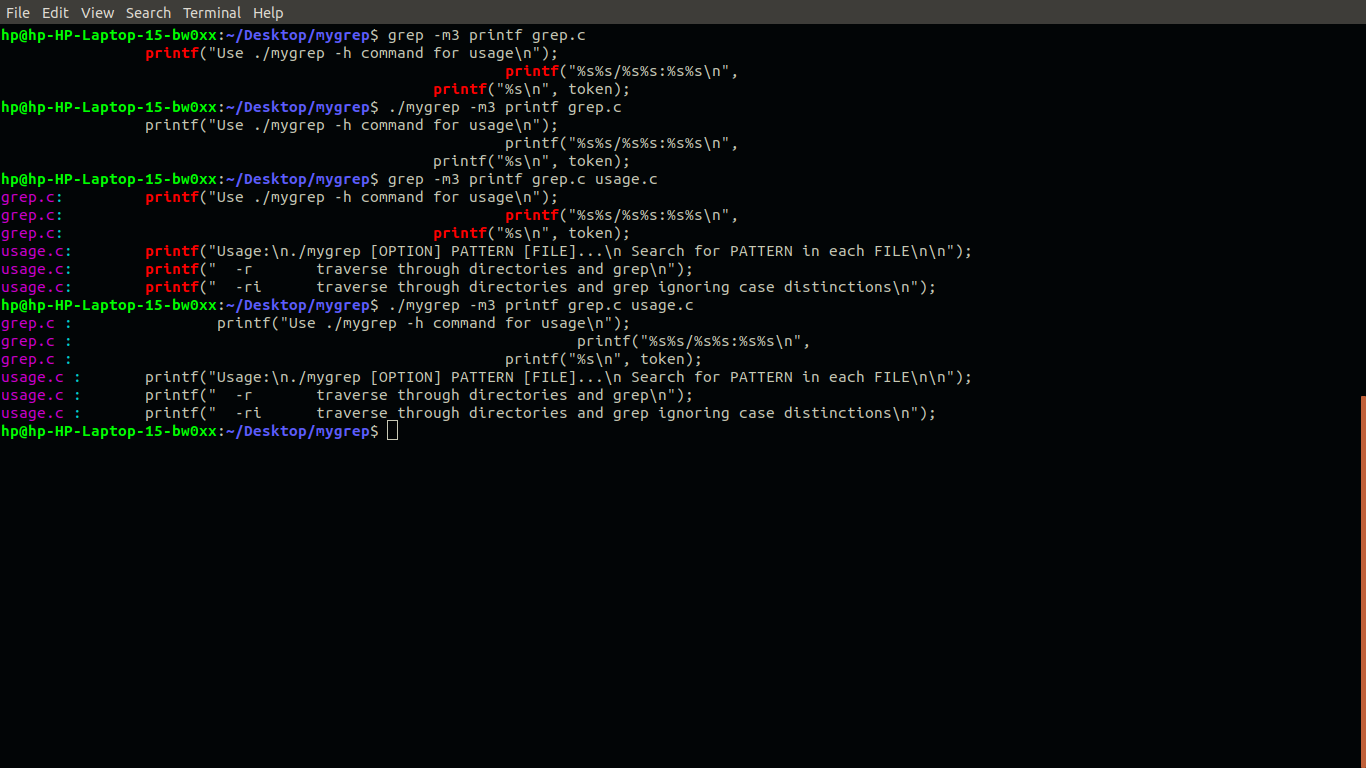 File Edit View Search Terminal Help
hp@hp-HP-Laptop-15-bw0xx:~/Desktop/mygrep$ grep -m3 printf grep.c
                printf("Use ./mygrep -h command for usage\n");
                                                        printf("%s%s/%s%s:%s%s\n",
                                                printf("%s\n", token);
hp@hp-HP-Laptop-15-bw0xx:~/Desktop/mygrep$ ./mygrep -m3 printf grep.c
                printf("Use ./mygrep -h command for usage\n");
                                                        printf("%s%s/%s%s:%s%s\n",
                                                printf("%s\n", token);
hp@hp-HP-Laptop-15-bw0xx:~/Desktop/mygrep$ grep -m3 printf grep.c usage.c
grep.c:         printf("Use ./mygrep -h command for usage\n");
grep.c:                                                 printf("%s%s/%s%s:%s%s\n",
grep.c:                                         printf("%s\n", token);
usage.c:        printf("Usage:\n./mygrep [OPTION] PATTERN [FILE]...\n Search for PATTERN in each FILE\n\n");
usage.c:        printf("  -r       traverse through directories and grep\n");
usage.c:        printf("  -ri      traverse through directories and grep ignoring case distinctions\n");
hp@hp-HP-Laptop-15-bw0xx:~/Desktop/mygrep$ ./mygrep -m3 printf grep.c usage.c
grep.c :                printf("Use ./mygrep -h command for usage\n");
grep.c :                                                        printf("%s%s/%s%s:%s%s\n",
grep.c :                                                printf("%s\n", token);
usage.c :       printf("Usage:\n./mygrep [OPTION] PATTERN [FILE]...\n Search for PATTERN in each FILE\n\n");
usage.c :       printf("  -r       traverse through directories and grep\n");
usage.c :       printf("  -ri      traverse through directories and grep ignoring case distinctions\n");
hp@hp-HP-Laptop-15-bw0xx:~/Desktop/mygrep$